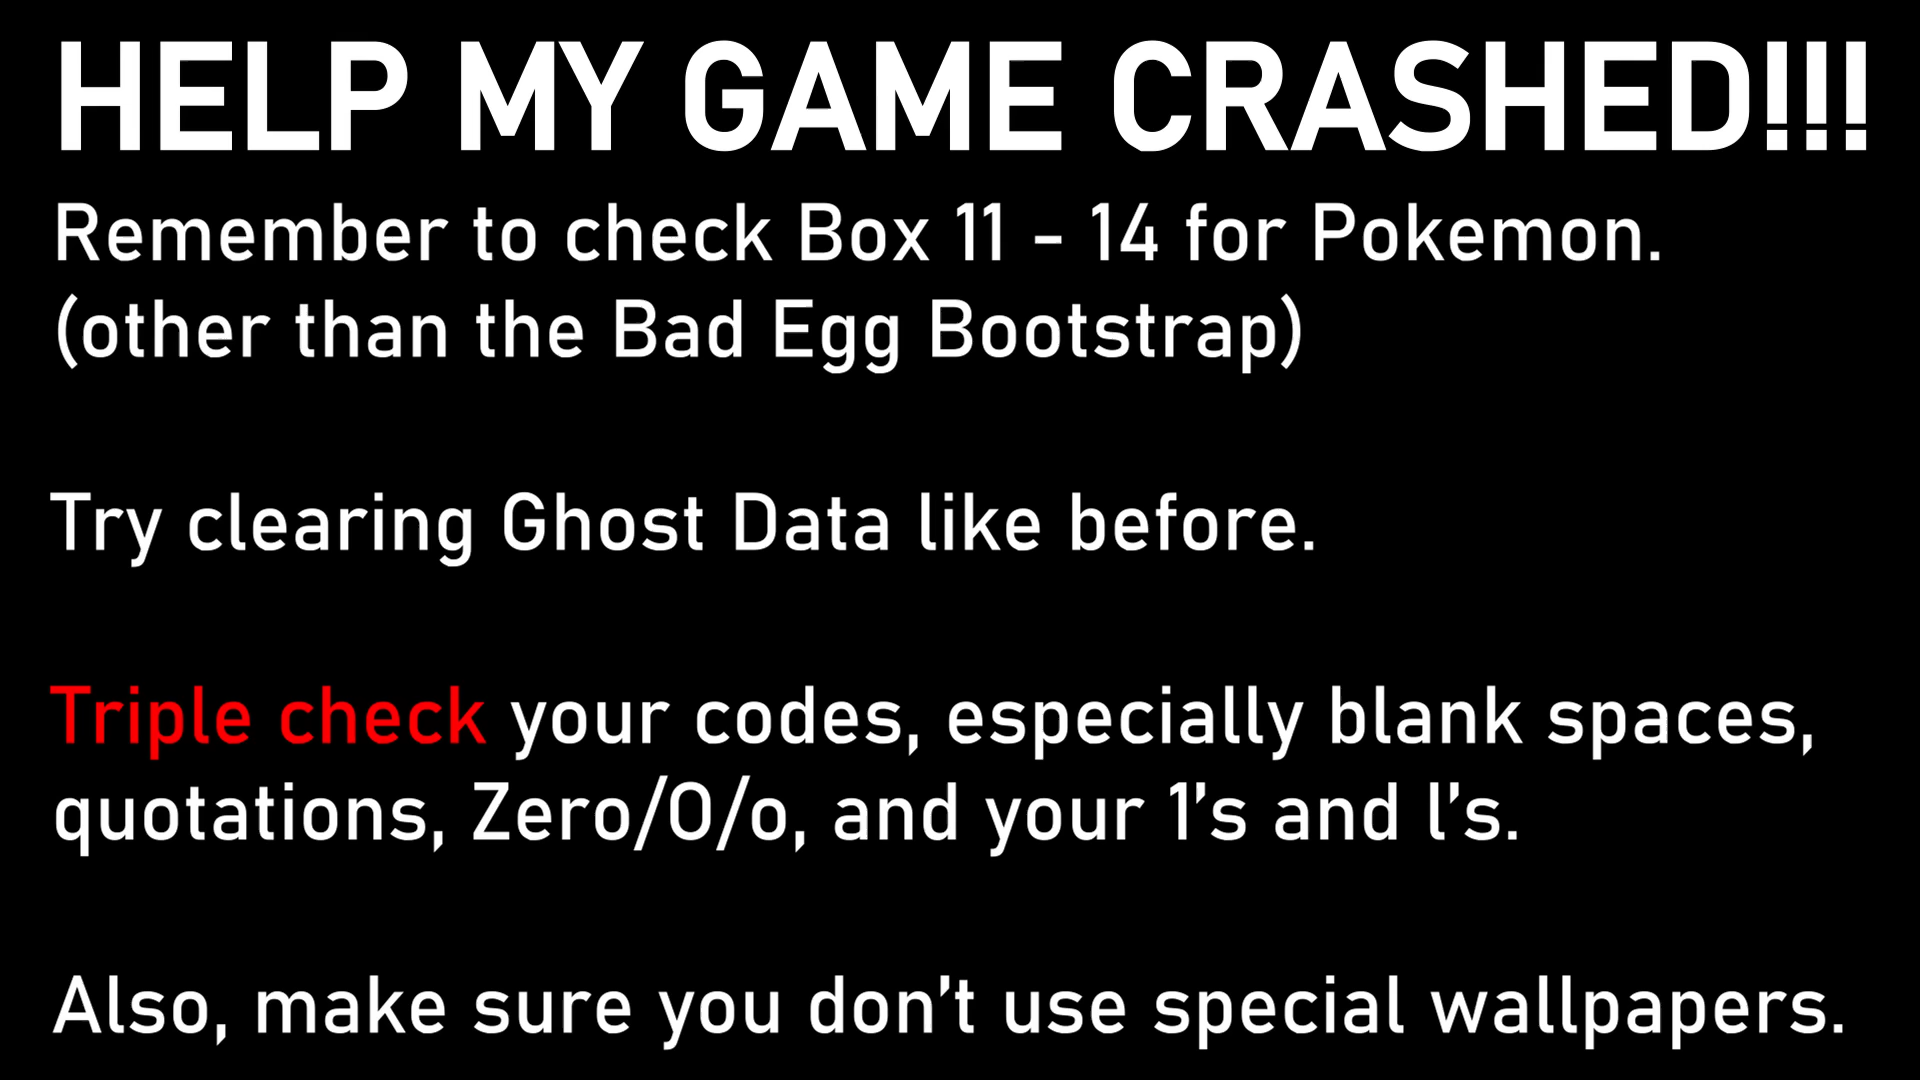 HELP MY GAME CRASHED!!!
Remember to check Box 11 - 14 for Pokemon.
(other than the Bad Egg Bootstrap)
Try clearing Ghost Data like before.
Triple check your codes, especially blank spaces,
quotations, Zero/O/o, and your 1’s and l’s.
Also, make sure you don’t use special wallpapers.